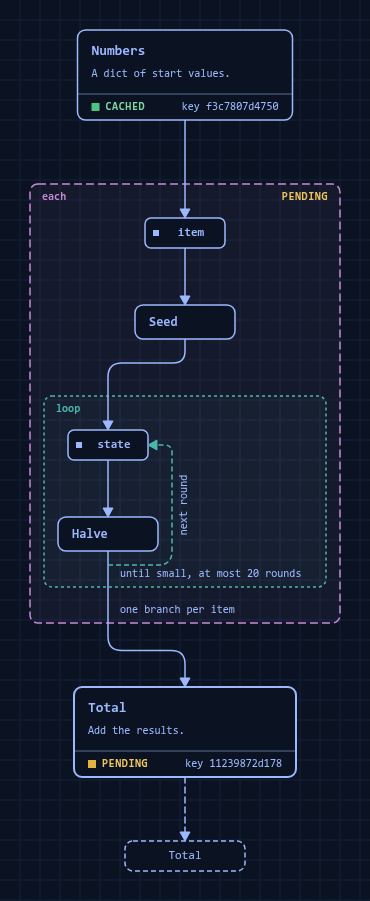 Numbers
A dict of start values.
CACHED key f3c7807d4750
each PENDING
item
Seed
loop
state
next round
Halve
until small, at most 20 rounds
one branch per item
Total
Add the results.
PENDING key 11239872d178
Total